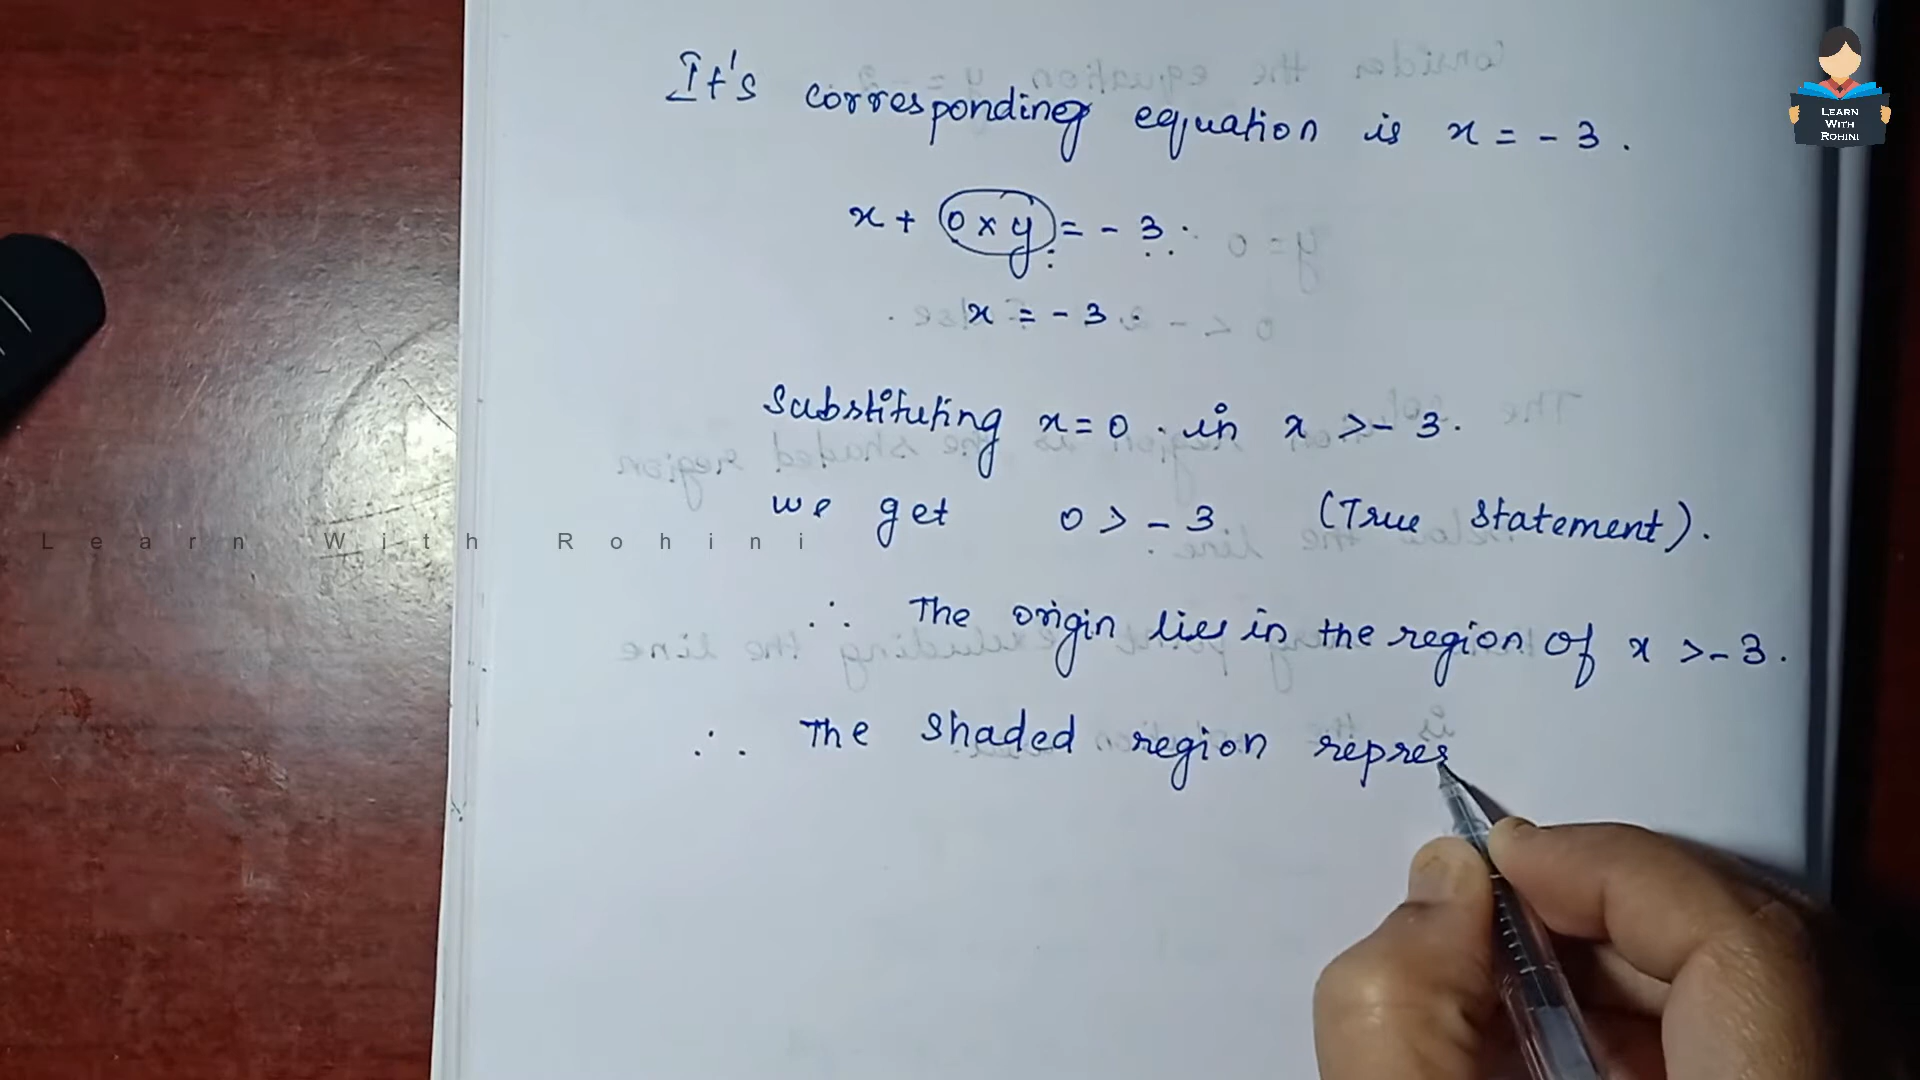 It's corresponding equation is x = -3.
x + 0 x y = -3.
x = -3.
Substituting x=0 in x > -3.
we get 0 > -3 (True Statement).
Learn With Rohini
∴ The origin lies in the region of x > -3.
∴ The shaded region repres
LEARN
WITH
ROHINI